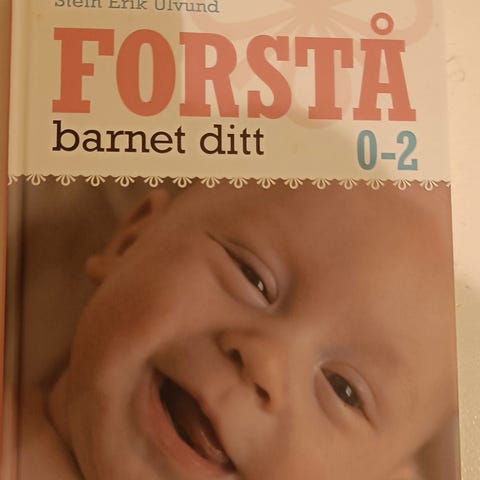 Stein Erik Ulvund
FORSTÅ
barnet ditt
0-2